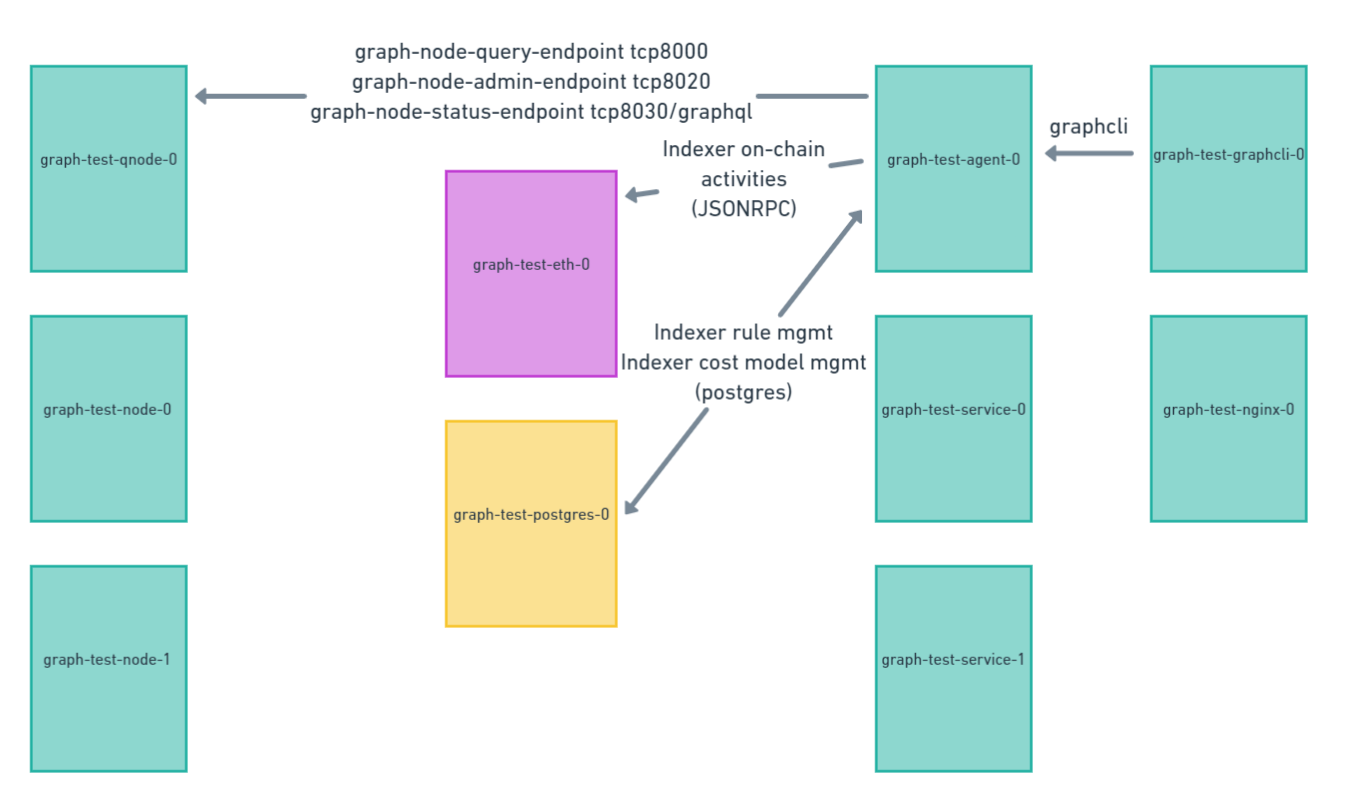 graph-node-query-endpoint tcp8000
graph-node-admin-endpoint tcp8020
graph-node-status-endpoint tcp8030/graphql
graph-test-qnode-0
Indexer on-chain
activities
(JSONRPC)
graph-test-agent-0
graphcli
graph-test-graphcli-0
graph-test-eth-0
Indexer rule mgmt
Indexer cost model mgmt
(postgres)
graph-test-node-0
graph-test-service-0
graph-test-nginx-0
graph-test-postgres-0
graph-test-node-1
graph-test-service-1